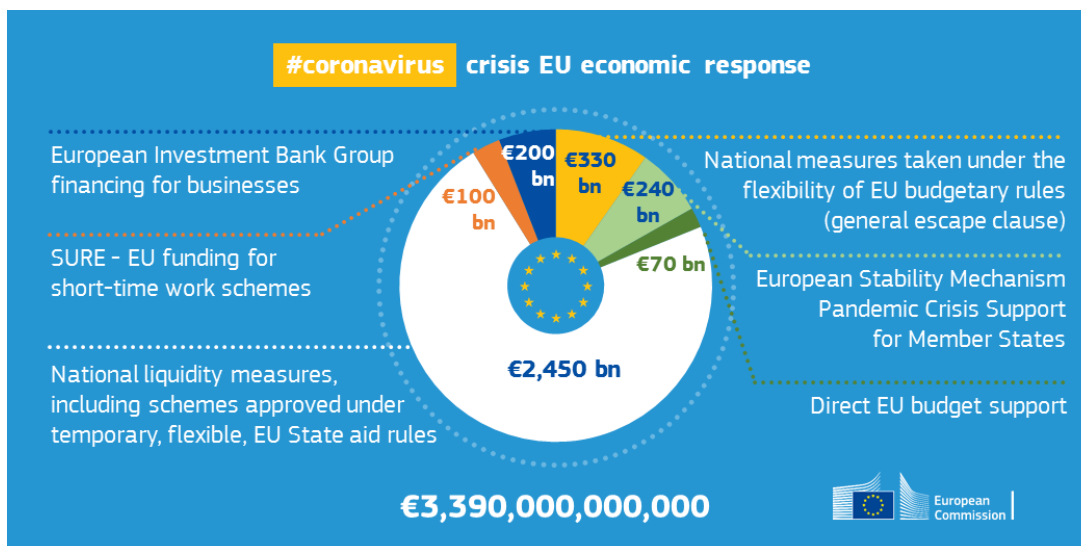 #coronavirus crisis EU economic response
European Investment Bank Group
financing for businesses
SURE - EU funding for
short-time work schemes
National liquidity measures,
including schemes approved under
temporary, flexible, EU State aid rules
€200
bn
€330
bn
€100
bn
€240
bn
€70 bn
€2,450 bn
National measures taken under the
flexibility of EU budgetary rules
(general escape clause)
European Stability Mechanism
Pandemic Crisis Support
for Member States
Direct EU budget support
€3,390,000,000,000
European
Commission